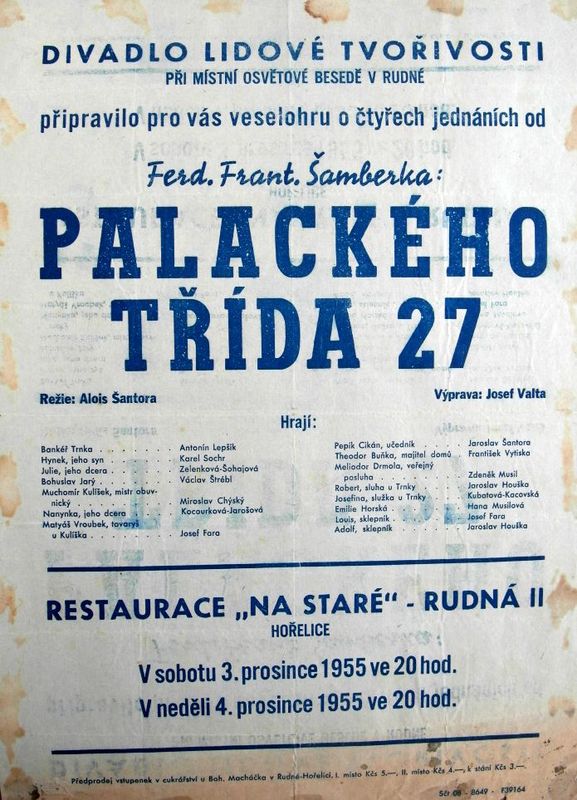 DIVADLO LIDOVÉ TVOŘIVOSTI
PŘI MÍSTNÍ OSVĚTOVÉ BESEDĚ V RUDNÉ
připravilo pro vás veselohru o čtyřech jednáních od
Ferd. Frant. Šamberka:
PALACKÉHO
TŘÍDA 27
Režie: Alois Šantora
Výprava: Josef Valta
Hrají:
Bankéř Trnka . . . . . . Antonín Lepšík
Hynek, jeho syn . . . . . Karel Sochr
Julie, jeho dcera . . . . . Zelenková-Šohajová
Bohuslav Jarý . . . . . Václav Strébl
Muchomir Kulíšek, mistr obuv-
nický . . . . . . . Miroslav Chýský
Nanynka, jeho dcera . . . . Kocourková-Jarošová
Matyáš Vroubek, tovaryš
u Kulíška . . . . . . Josef Fara
Pepík Cikán, učedník . . . . Jaroslav Šantora
Theodor Buňka, majitel domů František Vytiska
Meliador Drmola, veřejný
posluha . . . . . . . Zdeněk Musil
Robert, sluha u Trnky . . . . Jaroslav Houška
Josefina, služka u Trnky . . . Kubatová-Kacovská
Emilie Horská . . . . . . Hana Musilová
Louis, sklepník . . . . . . Josef Fara
Adolf, sklepník . . . . . . Jaroslav Houška
RESTAURACE „NA STARÉ" - RUDNÁ II
HOŘELICE
V sobotu 3. prosince 1955 ve 20 hod.
V neděli 4. prosince 1955 ve 20 hod.
Předprodej vstupenek v cukrářství u Boh. Macháčka v Rudné-Hořelici, I. místo Kčs 5.—, II. místo Kčs 4.—, k stání Kčs 3.—.
Sčt 08 - 8649 - F39164